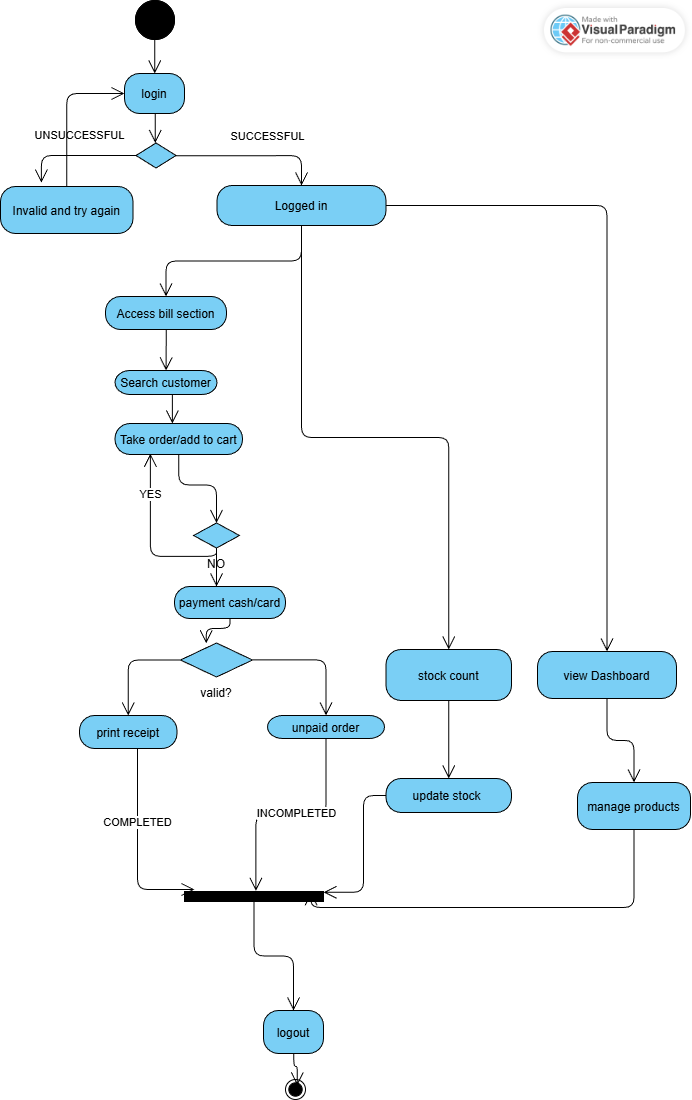 Made with
Visual Paradigm
For non-commercial use
login
UNSUCCESSFUL
SUCCESSFUL
Invalid and try again
Logged in
Access bill section
Search customer
Take order/add to cart
YES
NO
payment cash/card
valid?
stock count
view Dashboard
print receipt
unpaid order
update stock
manage products
COMPLETED
INCOMPLETED
logout